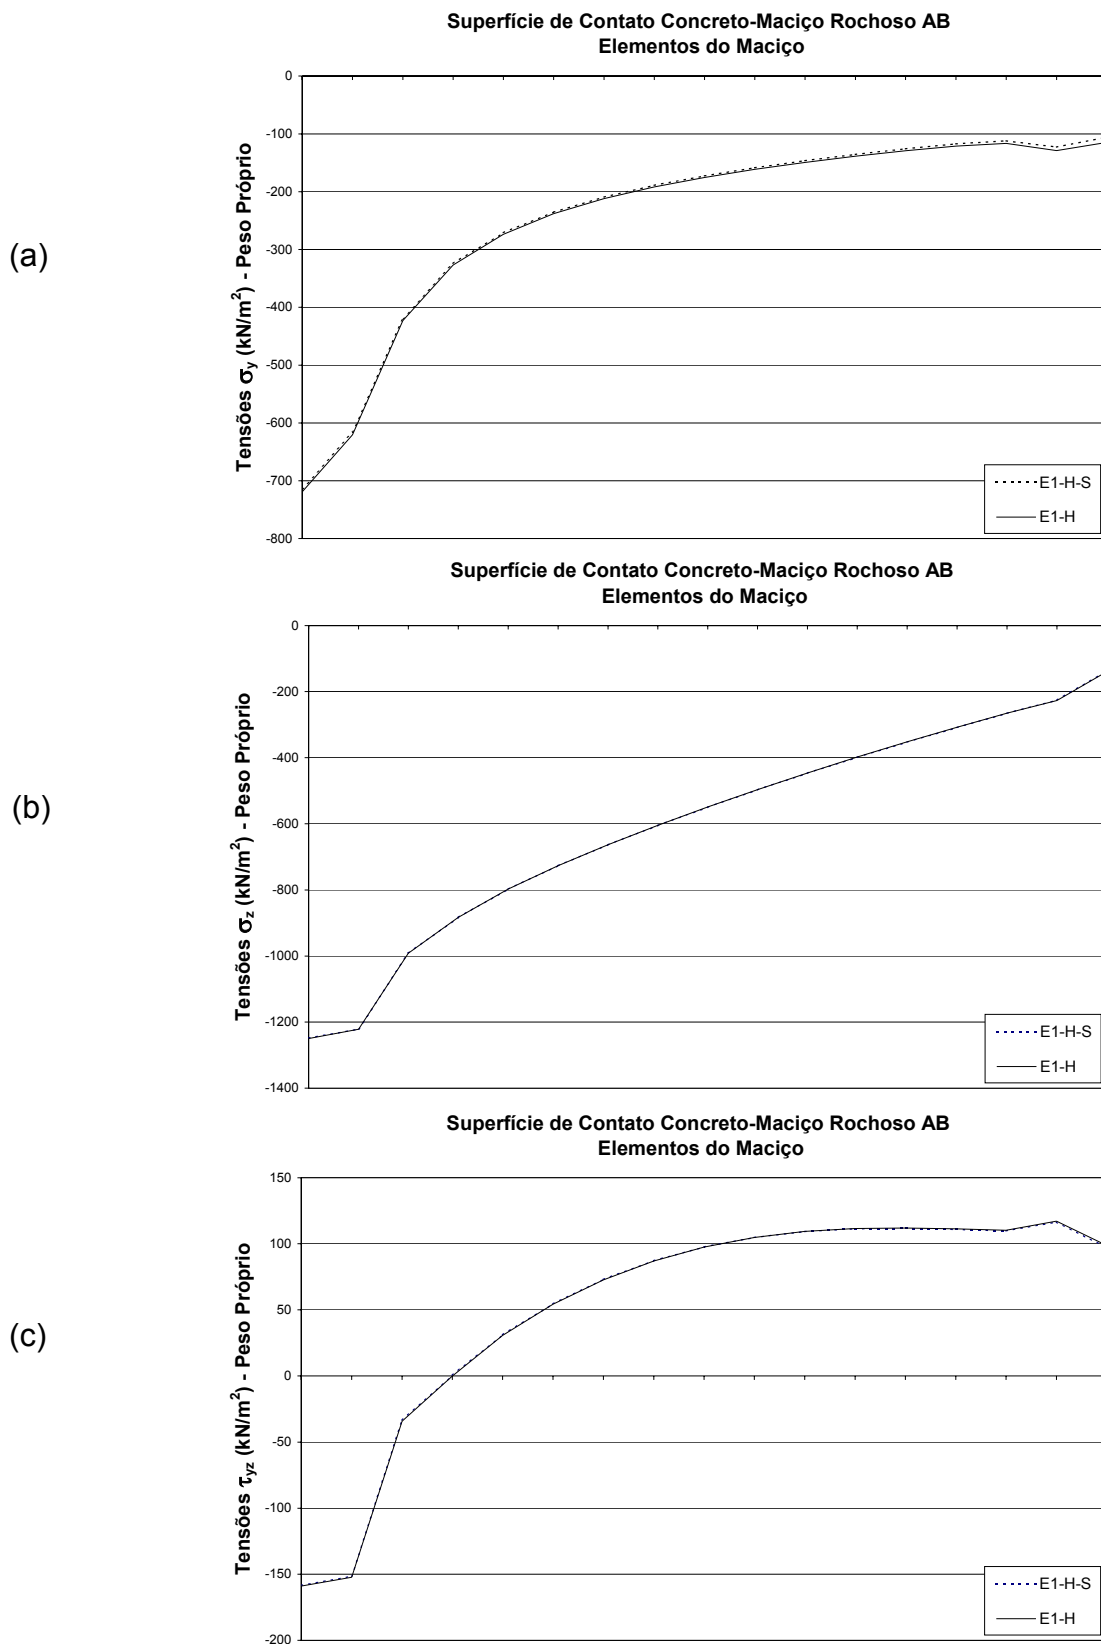 Superfície de Contato Concreto-Maciço Rochoso AB
Elementos do Maciço
(a)
Tensões σy (kN/m²) - Peso Próprio
0
-100
-200
-300
-400
-500
-600
-700
-800
E1-H-S
E1-H
Superfície de Contato Concreto-Maciço Rochoso AB
Elementos do Maciço
(b)
Tensões σz (kN/m²) - Peso Próprio
0
-200
-400
-600
-800
-1000
-1200
-1400
E1-H-S
E1-H
Superfície de Contato Concreto-Maciço Rochoso AB
Elementos do Maciço
(c)
Tensões τyz (kN/m²) - Peso Próprio
150
100
50
0
-50
-100
-150
-200
E1-H-S
E1-H